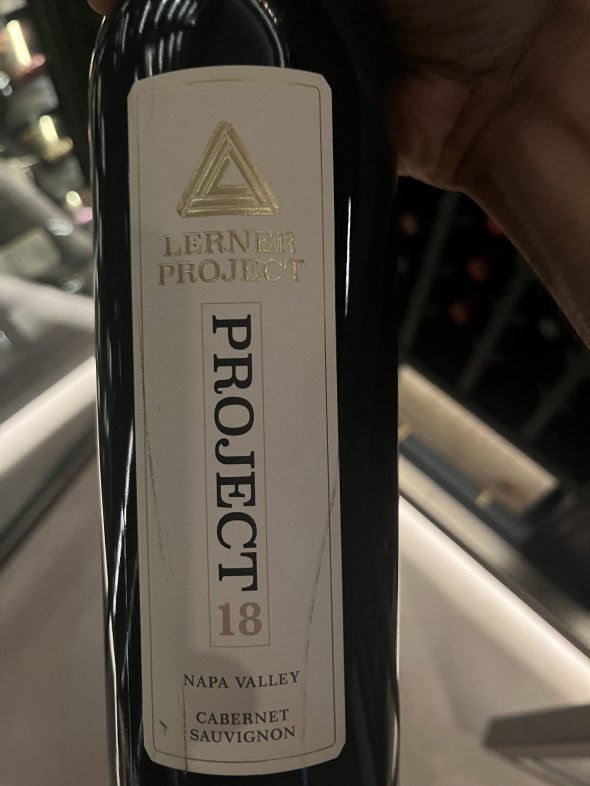 LERNER
PROJECT
PROJECT
18
NAPA VALLEY
CABERNET
SAUVIGNON